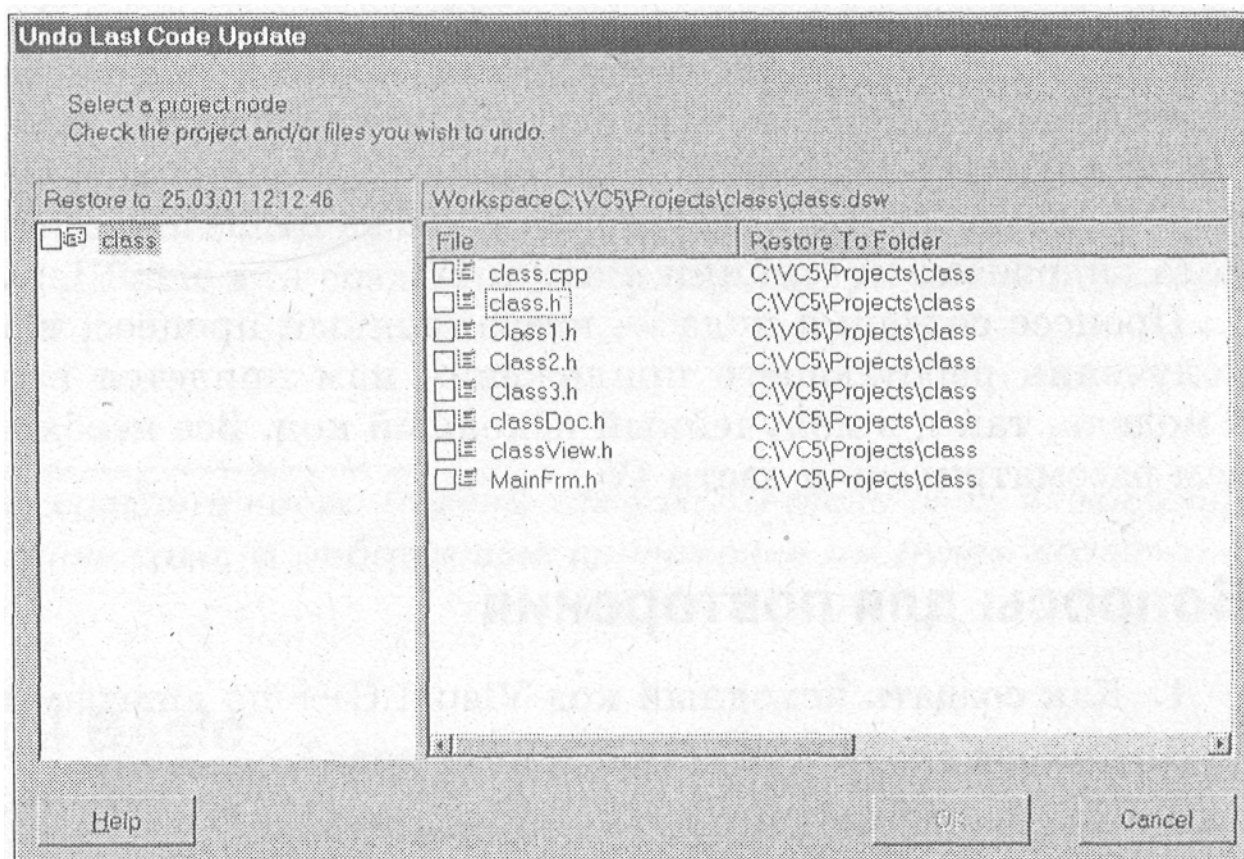 Undo Last Code Update
Select a project node
Check the project and/or files you wish to undo.
Restore to 25.03.01 12:12:46
WorkspaceC:\VC5\Projects\class\class.dsw
class
File Restore To Folder
class.cpp C:\VC5\Projects\class
class.h C:\VC5\Projects\class
Class1.h C:\VC5\Projects\class
Class2.h C:\VC5\Projects\class
Class3.h C:\VC5\Projects\class
classDoc.h C:\VC5\Projects\class
classView.h C:\VC5\Projects\class
MainFrm.h C:\VC5\Projects\class
Help OK Cancel